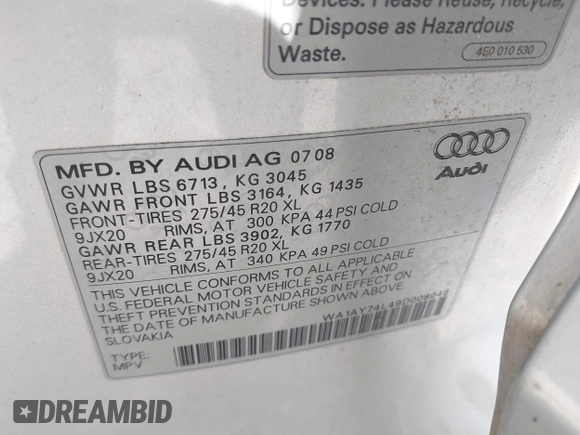 Devices. Please Reuse, Recycle,
or Dispose as Hazardous
Waste.
4E0 010 530
MFD. BY AUDI AG 07 08
GVWR LBS 6713, KG 3045
GAWR FRONT LBS 3164, KG 1435
FRONT-TIRES 275/45 R20 XL
9JX20 RIMS, AT 300 KPA 44 PSI COLD
GAWR REAR LBS 3902, KG 1770
REAR-TIRES 275/45 R20 XL
9JX20 RIMS, AT 340 KPA 49 PSI COLD
THIS VEHICLE CONFORMS TO ALL APPLICABLE
U.S. FEDERAL MOTOR VEHICLE SAFETY AND
THEFT PREVENTION STANDARDS IN EFFECT ON
THE DATE OF MANUFACTURE SHOWN ABOVE.
SLOVAKIA
WA1AY74L49D008045
TYPE:
MPV
Audi
DREAMBID